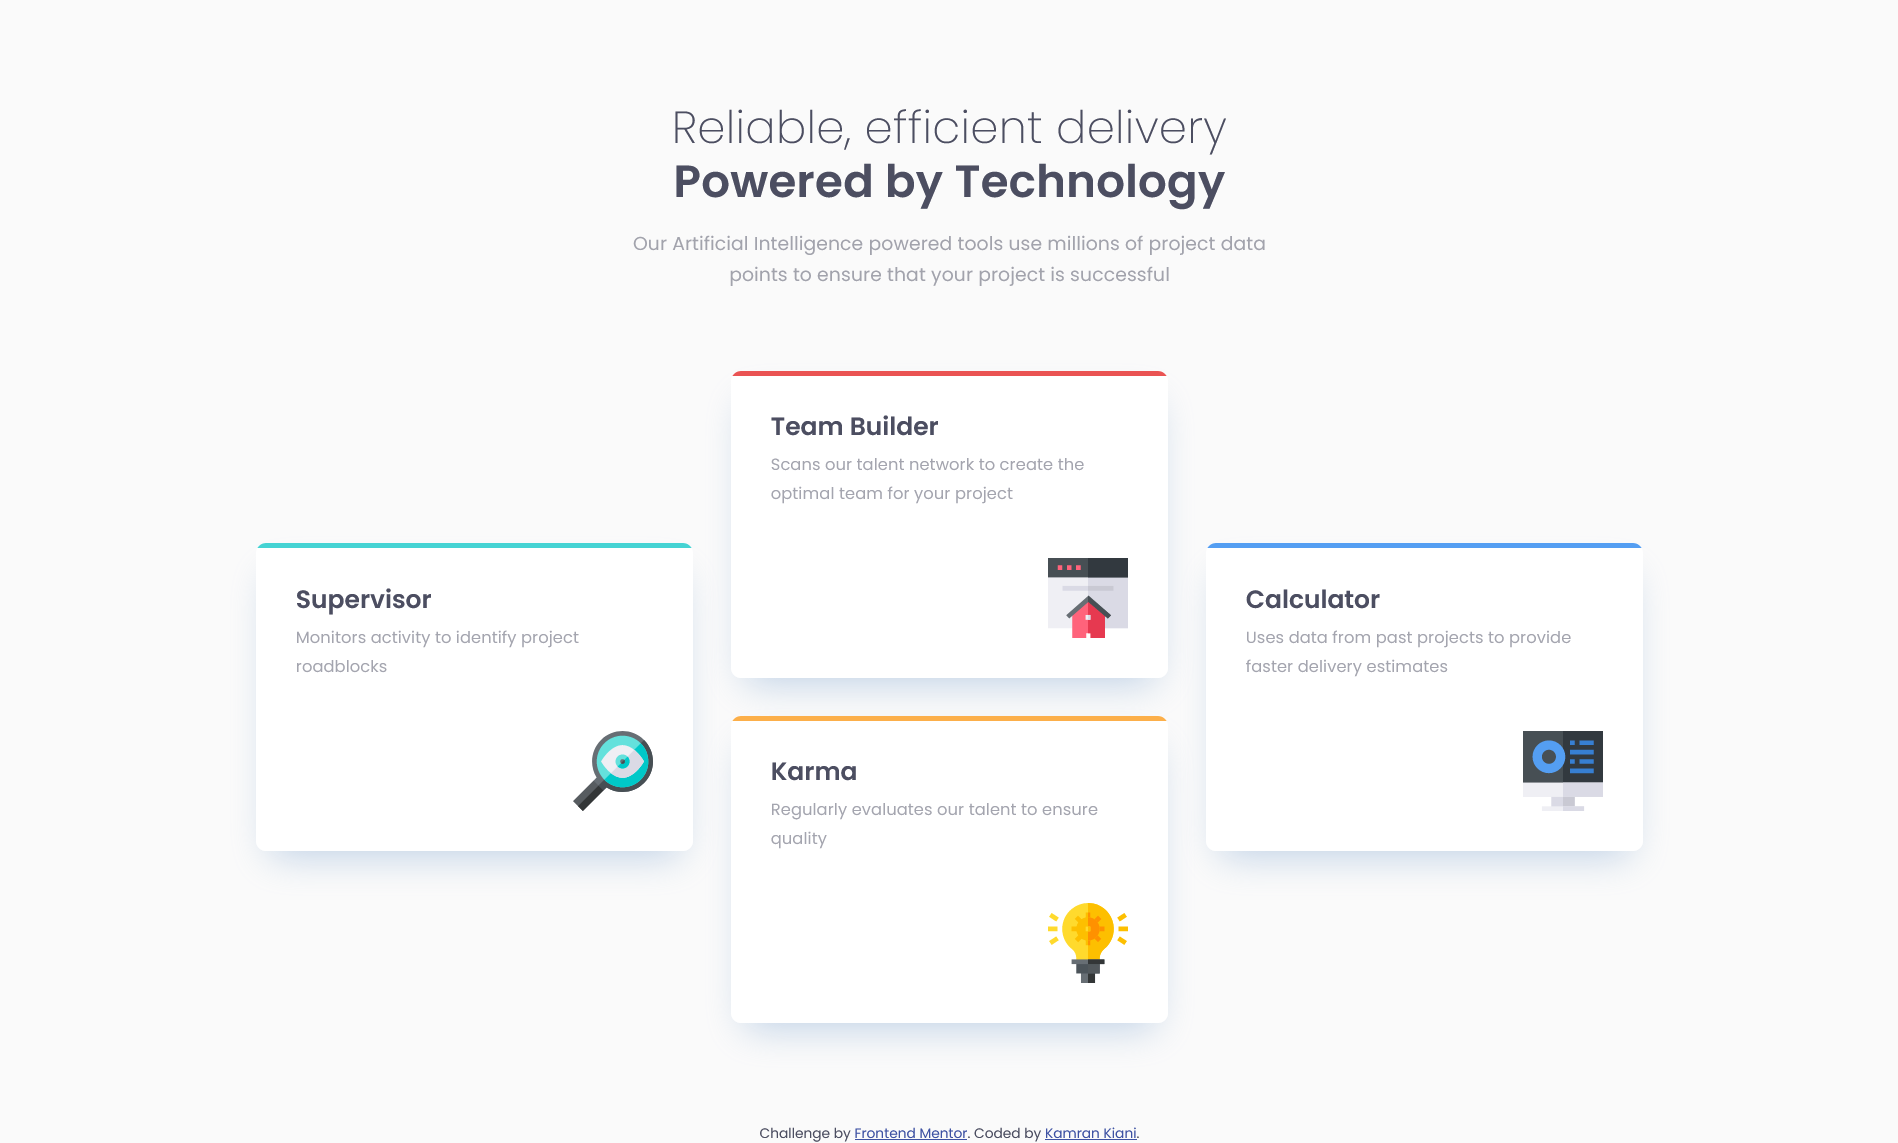 Reliable, efficient delivery
Powered by Technology
Our Artificial Intelligence powered tools use millions of project data
points to ensure that your project is successful
Team Builder
Scans our talent network to create the
optimal team for your project
Supervisor
Monitors activity to identify project
roadblocks
Calculator
Uses data from past projects to provide
faster delivery estimates
Karma
Regularly evaluates our talent to ensure
quality
Challenge by Frontend Mentor. Coded by Kamran Kiani.